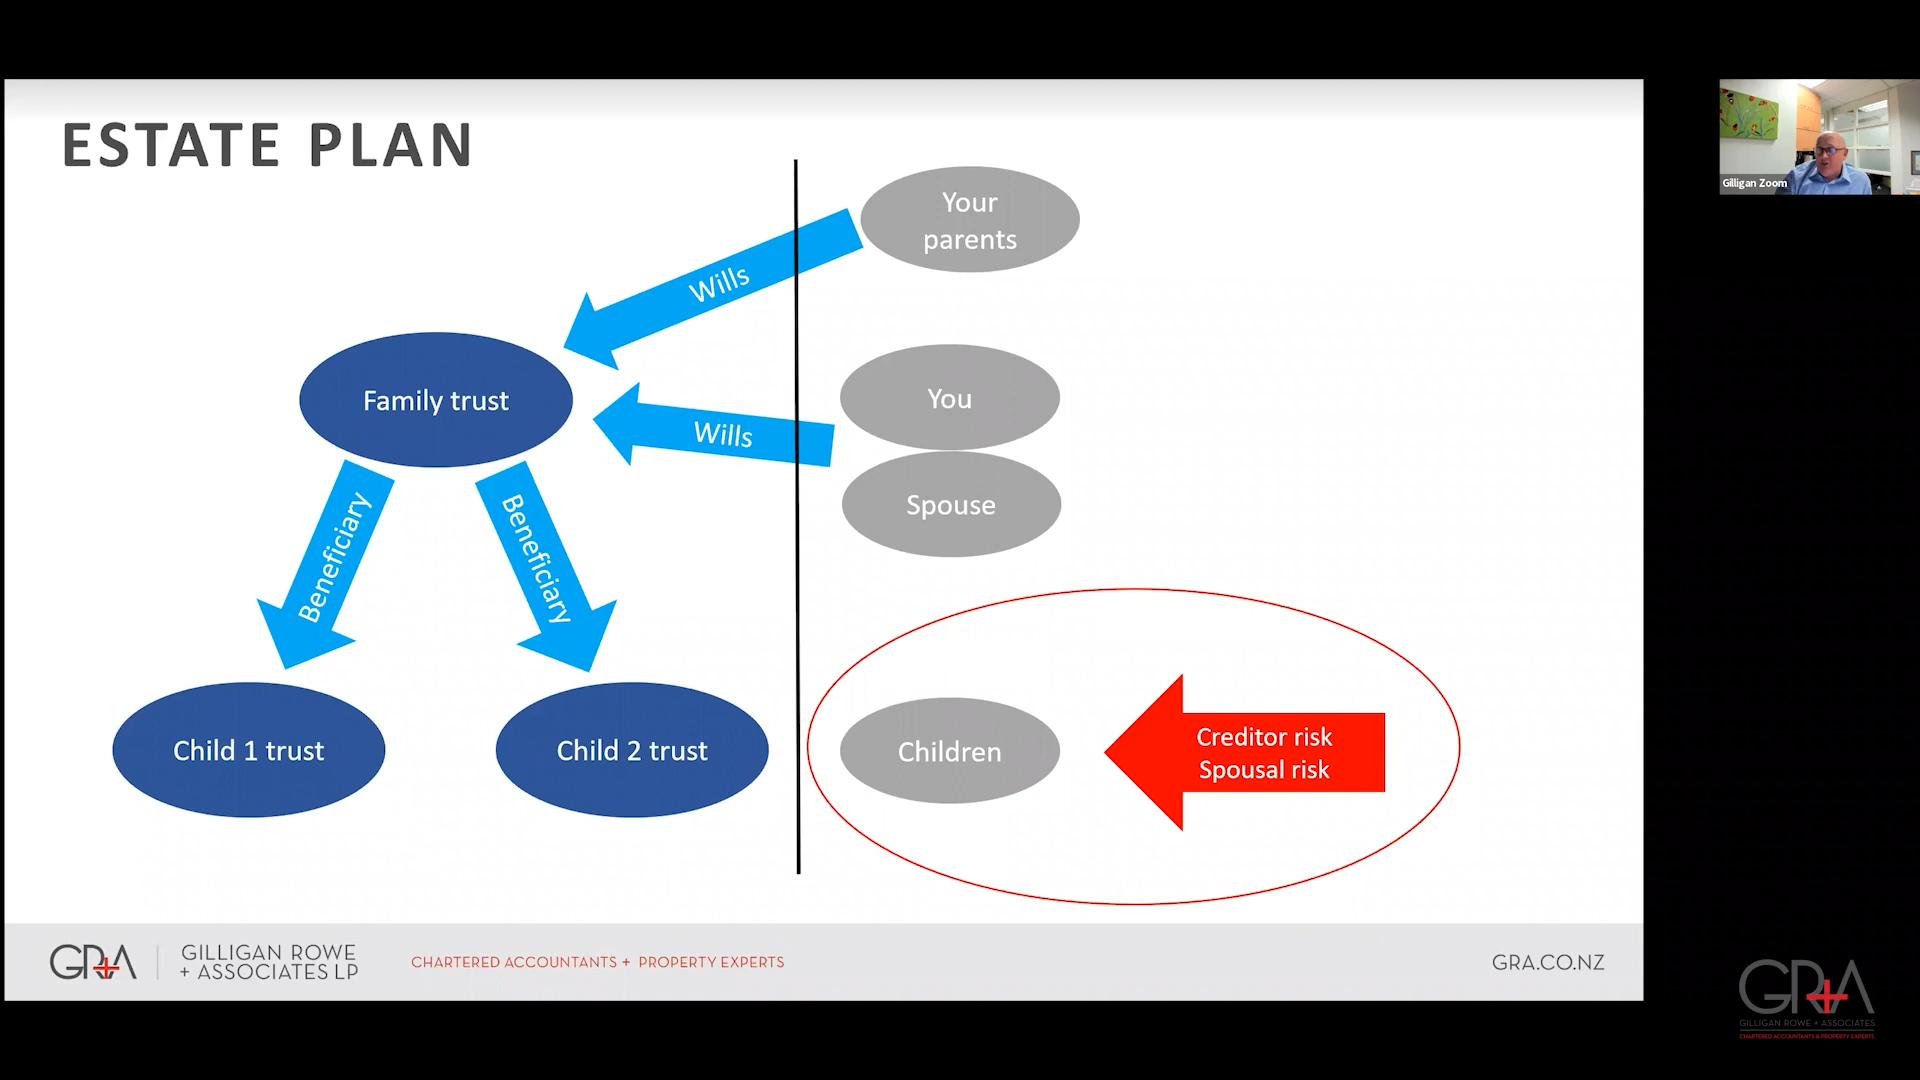 ESTATE PLAN
Your
parents
Wills
Family trust
You
Wills
Spouse
Beneficiary
Beneficiary
Child 1 trust
Child 2 trust
Children
Creditor risk
Spousal risk
GR+A
GILLIGAN ROWE
+ ASSOCIATES LP
CHARTERED ACCOUNTANTS + PROPERTY EXPERTS
GRA.CO.NZ
Gilligan Zoom
GR+A
GILLIGAN ROWE + ASSOCIATES
CHARTERED ACCOUNTANTS & PROPERTY EXPERTS